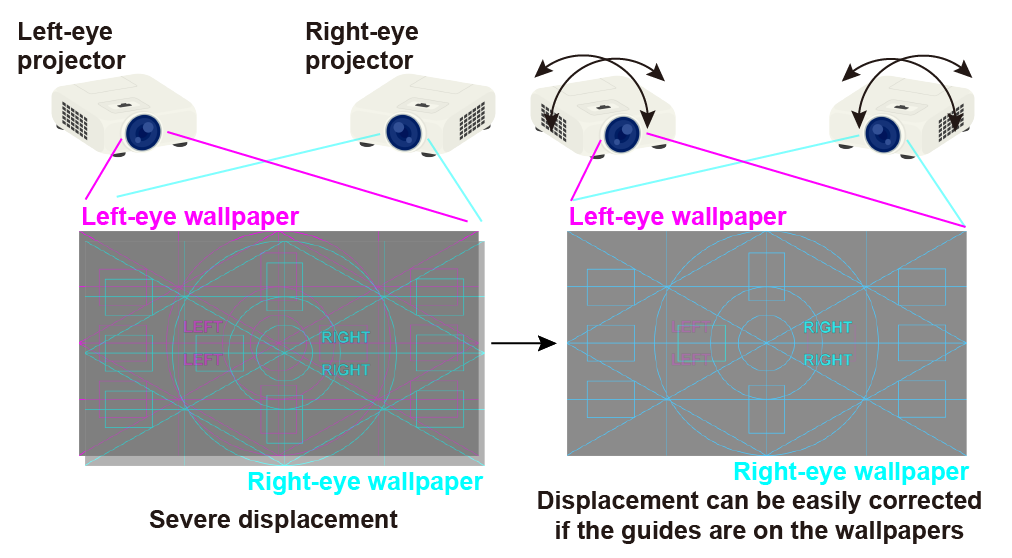 Left-eye
projector
Right-eye
projector
Left-eye wallpaper
LEFT
RIGHT
LEFT
RIGHT
Right-eye wallpaper
Severe displacement
Left-eye wallpaper
LEFT
RIGHT
LEFT
RIGHT
Right-eye wallpaper
Displacement can be easily corrected
if the guides are on the wallpapers